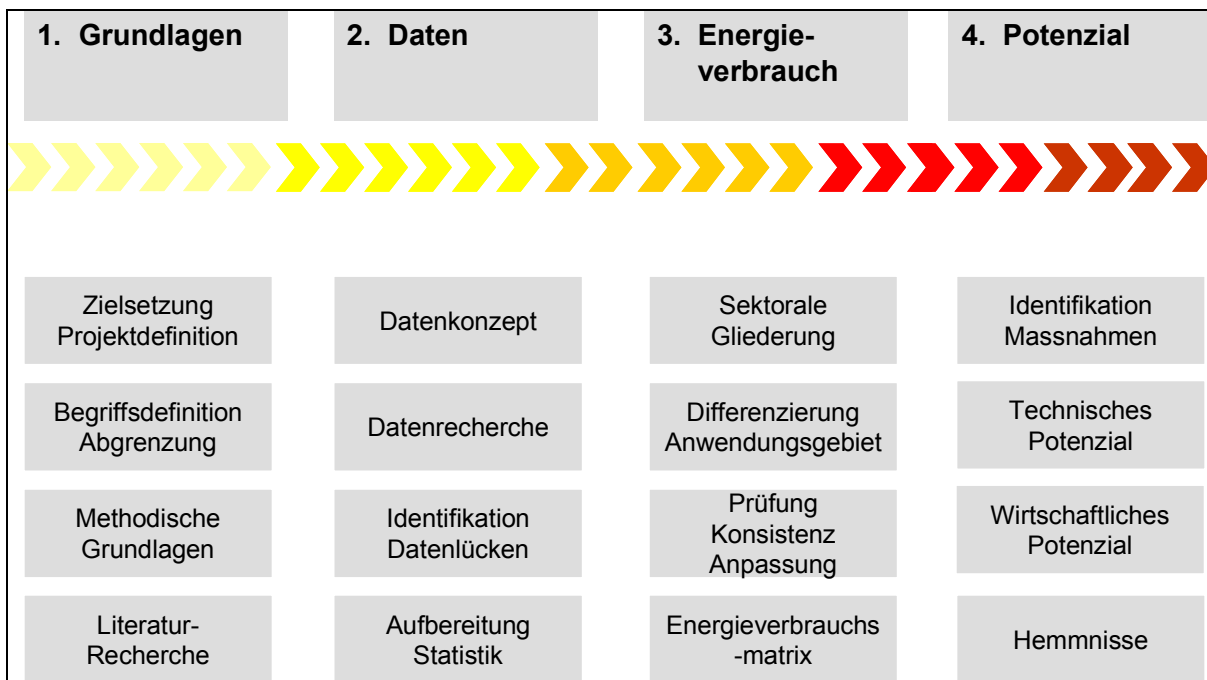 1. Grundlagen
2. Daten
3. Energie-
verbrauch
4. Potenzial
Zielsetzung
Projektdefinition
Begriffsdefinition
Abgrenzung
Methodische
Grundlagen
Literatur-
Recherche
Datenkonzept
Datenrecherche
Identifikation
Datenlücken
Aufbereitung
Statistik
Sektorale
Gliederung
Differenzierung
Anwendungsgebiet
Prüfung
Konsistenz
Anpassung
Energieverbrauchs
-matrix
Identifikation
Massnahmen
Technisches
Potenzial
Wirtschaftliches
Potenzial
Hemmnisse